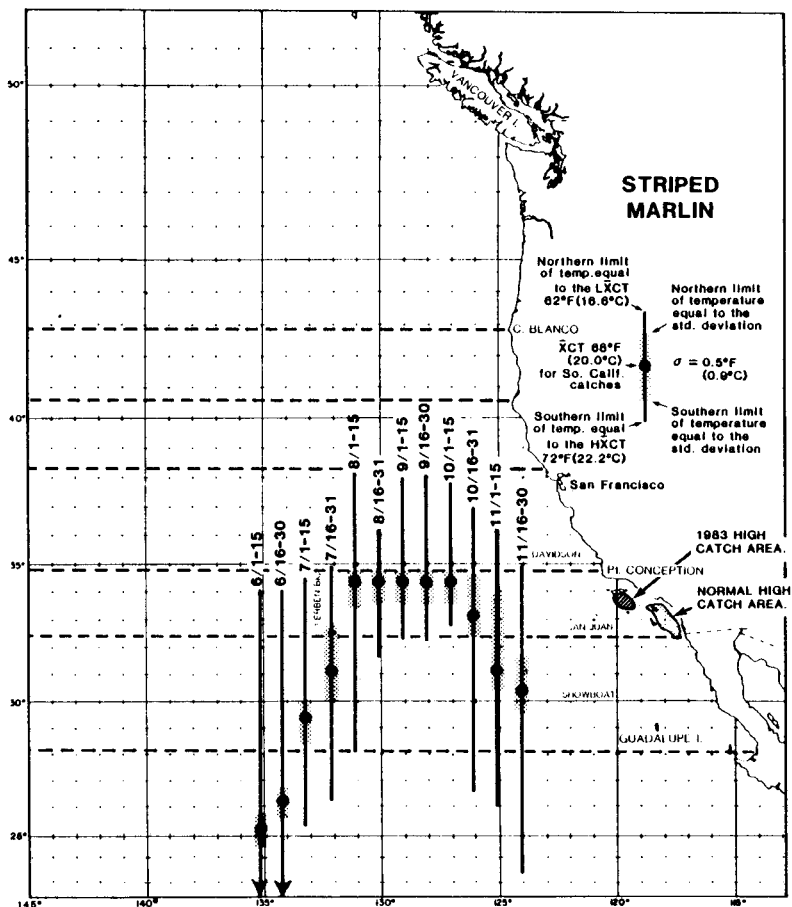 50°
45°
40°
35°
30°
25°
145°
140°
135°
130°
125°
120°
115°
VANCOUVER I.
STRIPED
MARLIN
Northern limit
of temp. equal
to the LX̄CT
62°F(16.6°C)
Northern limit
of temperature
equal to the
std. deviation
X̄CT 68°F
(20.0°C)
for So. Calif.
catches
σ = 0.5°F
(0.9°C)
Southern limit
of temp. equal
to the HX̄CT
72°F(22.2°C)
Southern limit
of temperature
equal to the
std. deviation
C. BLANCO
San Francisco
DAVIDSON
Pt. CONCEPTION
1983 HIGH
CATCH AREA.
NORMAL HIGH
CATCH AREA.
JUAN
SHOWBOAT
GUADALUPE I.
6/1-15
6/16-30
7/1-15
7/16-31
8/1-15
8/16-31
9/1-15
9/16-30
10/1-15
10/16-31
11/1-15
11/16-30